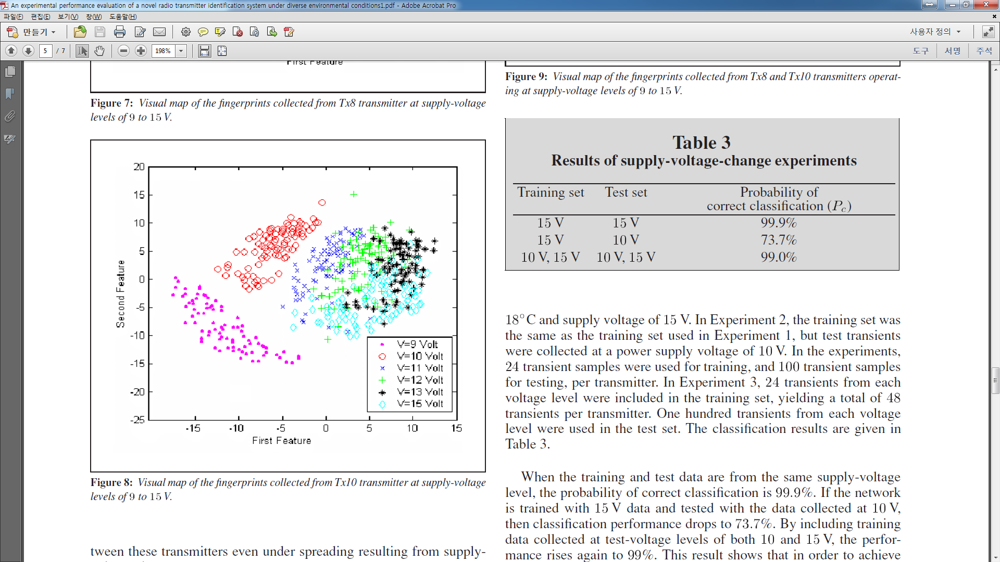 An experimental performance evaluation of a novel radio transmitter identification system under diverse environmental conditions1.pdf - Adobe Acrobat Pro
파일(F) 편집(E) 보기(V) 창(W) 도움말(H)
만들기
사용자 정의
5 / 7
198%
도구 서명 주석
First Feature
Figure 7: Visual map of the fingerprints collected from Tx8 transmitter at supply-voltage
levels of 9 to 15 V.
20
15
10
5
0
-5
-10
-15
-20
-25
Second Feature
-15 -10 -5 0 5 10 15
First Feature
V=9 Volt
V=10 Volt
V=11 Volt
V=12 Volt
V=13 Volt
V=15 Volt
Figure 8: Visual map of the fingerprints collected from Tx10 transmitter at supply-voltage
levels of 9 to 15 V.
tween these transmitters even under spreading resulting from supply-
Figure 9: Visual map of the fingerprints collected from Tx8 and Tx10 transmitters operat-
ing at supply-voltage levels of 9 to 15 V.
Table 3
Results of supply-voltage-change experiments
Training set Test set Probability of
correct classification (Pc)
15 V 15 V 99.9%
15 V 10 V 73.7%
10 V, 15 V 10 V, 15 V 99.0%
18°C and supply voltage of 15 V. In Experiment 2, the training set was
the same as the training set used in Experiment 1, but test transients
were collected at a power supply voltage of 10 V. In the experiments,
24 transient samples were used for training, and 100 transient samples
for testing, per transmitter. In Experiment 3, 24 transients from each
voltage level were included in the training set, yielding a total of 48
transients per transmitter. One hundred transients from each voltage
level were used in the test set. The classification results are given in
Table 3.
When the training and test data are from the same supply-voltage
level, the probability of correct classification is 99.9%. If the network
is trained with 15 V data and tested with the data collected at 10 V,
then classification performance drops to 73.7%. By including training
data collected at test-voltage levels of both 10 and 15 V, the perfor-
mance rises again to 99%. This result shows that in order to achieve